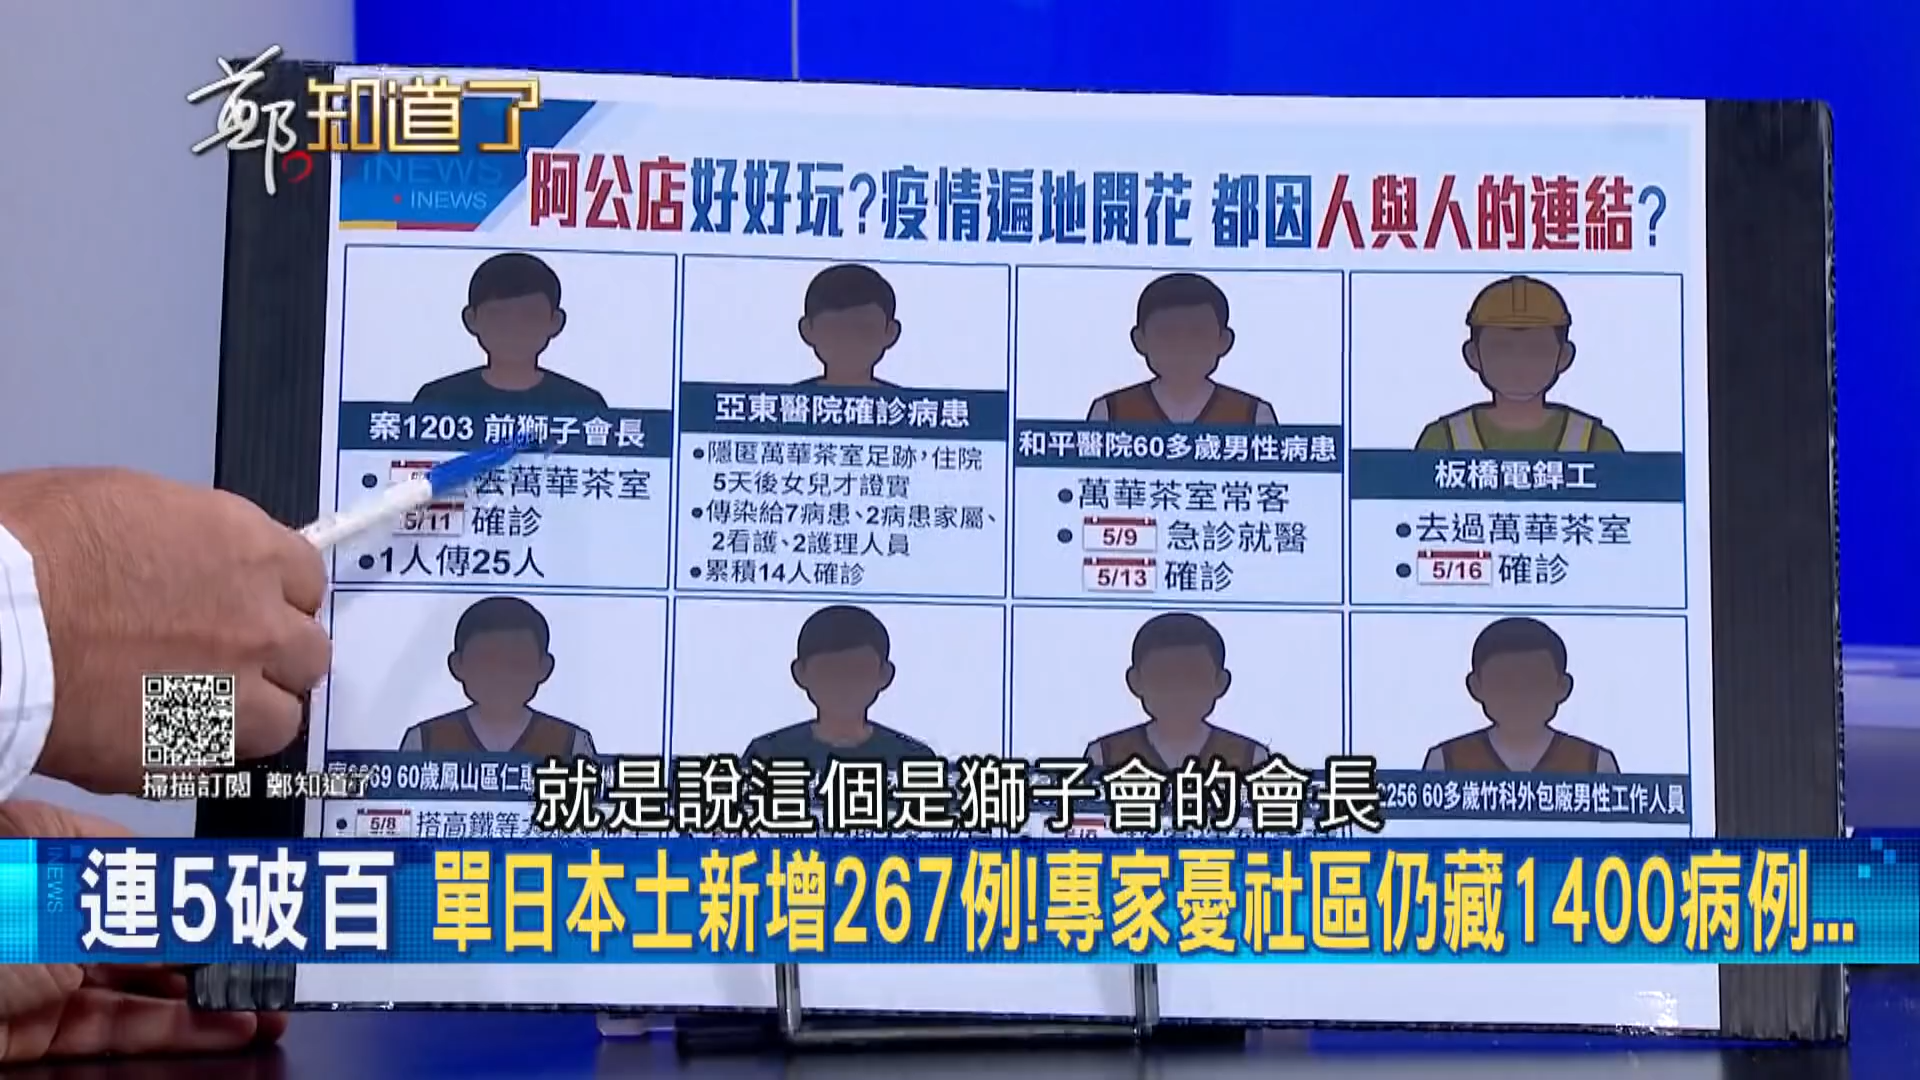 鄭知道了
INEWS
INEWS
阿公店好好玩?疫情遍地開花 都因人與人的連結?
案1203 前獅子會長
去萬華茶室
5/11 確診
•1人傳25人
亞東醫院確診病患
•隱匿萬華茶室足跡,住院
5天後女兒才證實
•傳染給7病患、2病患家屬、
2看護、2護理人員
•累積14人確診
和平醫院60多歲男性病患
•萬華茶室常客
• 5/9 急診就醫
5/13 確診
板橋電銲工
•去過萬華茶室
• 5/16 確診
69 60歲鳳山區仁惠
256 60多歲竹科外包廠男性工作人員
• 5/8 搭高鐵等大
掃描訂閱 鄭知道了
就是說這個是獅子會的會長
INEWS
連5破百 單日本土新增267例!專家憂社區仍藏1400病例...